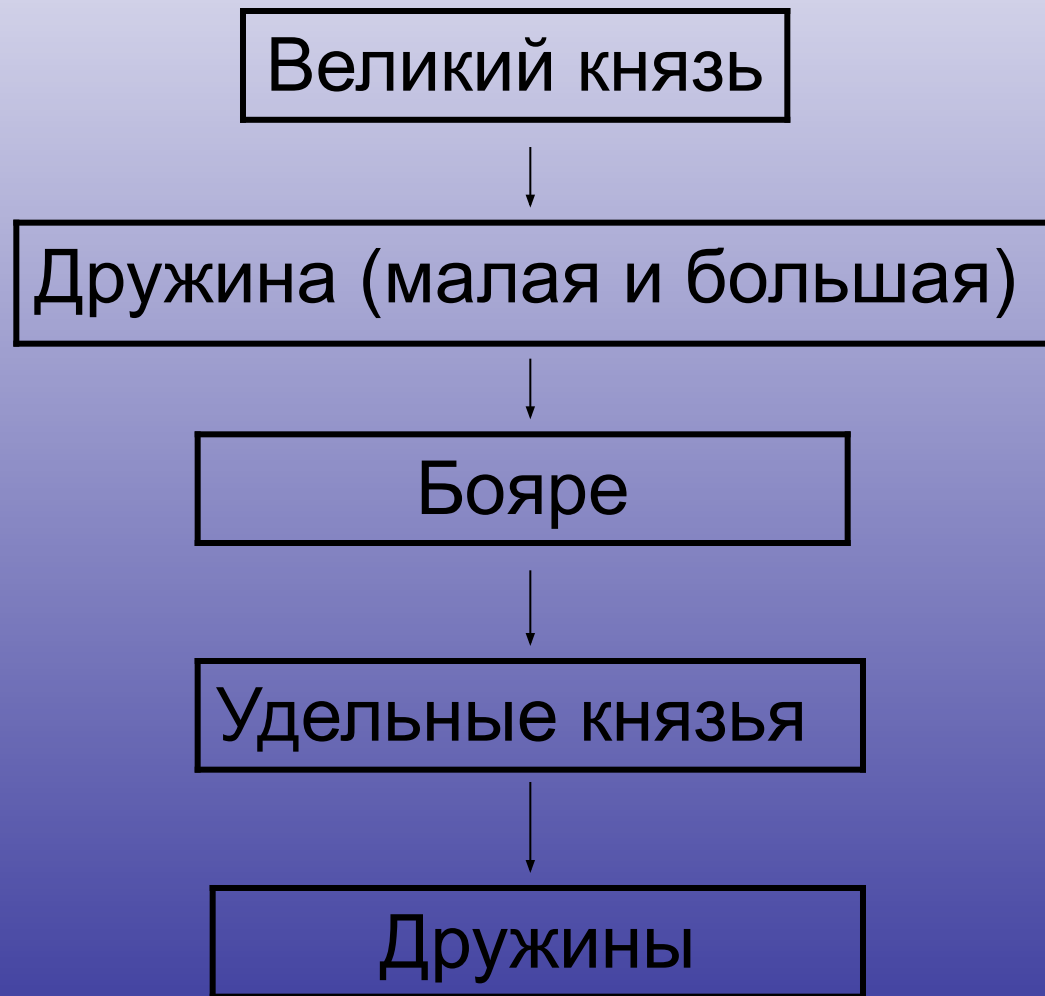 Великий князь
Дружина (малая и большая)
Бояре
Удельные князья
Дружины